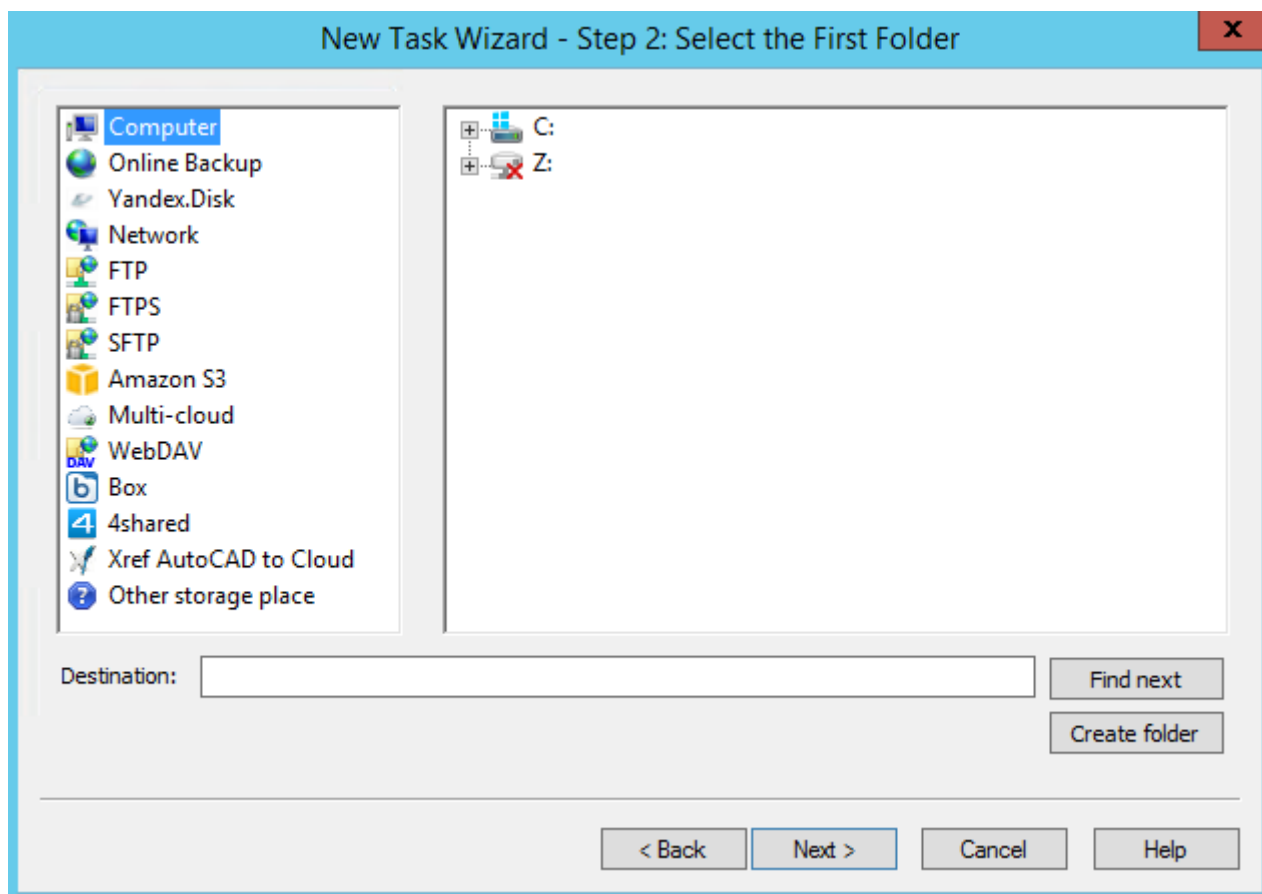 New Task Wizard - Step 2: Select the First Folder
x
Computer
Online Backup
Yandex.Disk
Network
FTP
FTPS
SFTP
Amazon S3
Multi-cloud
DAV WebDAV
b Box
4 4shared
Xref AutoCAD to Cloud
? Other storage place
C:
Z:
Destination:
Find next
Create folder
< Back
Next >
Cancel
Help